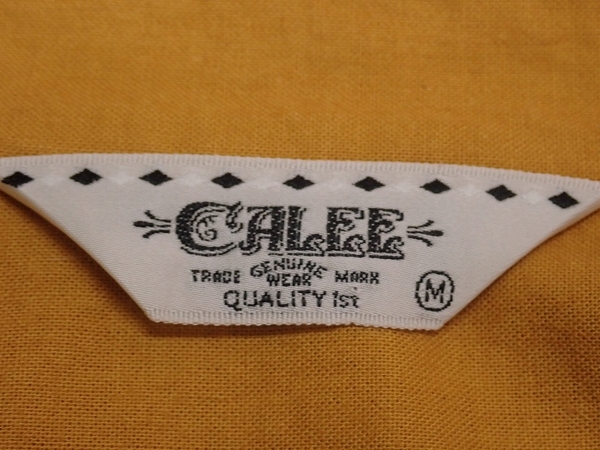 CALEE
TRADE GENUINE WEAR MARK
QUALITY 1st
M